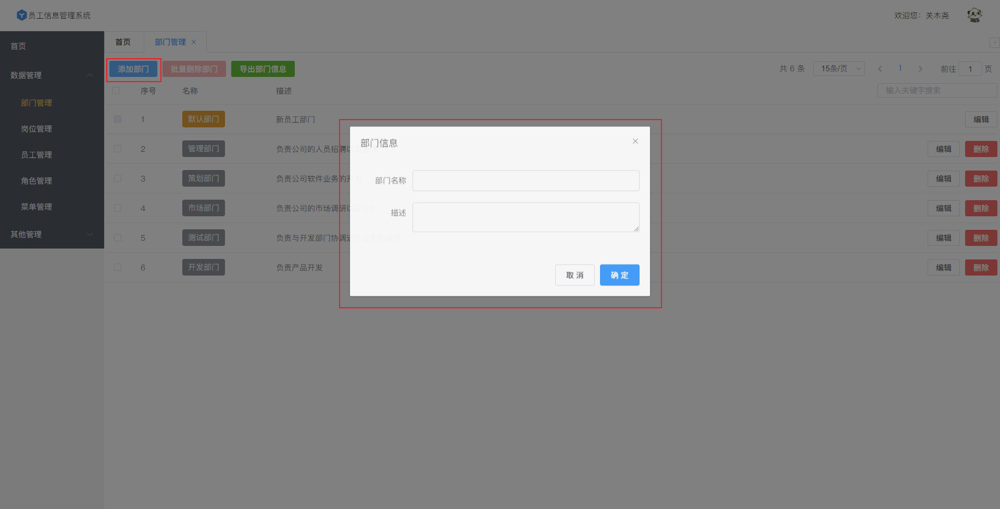 员工信息管理系统
欢迎您：关木尧
首页
数据管理
部门管理
岗位管理
员工管理
角色管理
菜单管理
其他管理
首页 部门管理
添加部门 批量删除部门 导出部门信息
共 6 条 15条/页 1 前往 1 页
序号 名称 描述 输入关键字搜索
1 默认部门 新员工部门 编辑
2 管理部门 负责公司的人员招聘以 编辑 删除
3 策划部门 负责公司软件业务的开发 编辑 删除
4 市场部门 负责公司的市场调研以及分析 编辑 删除
5 测试部门 负责与开发部门协调进 编辑 删除
6 开发部门 负责产品开发 编辑 删除
部门信息
部门名称
描述
取 消 确 定